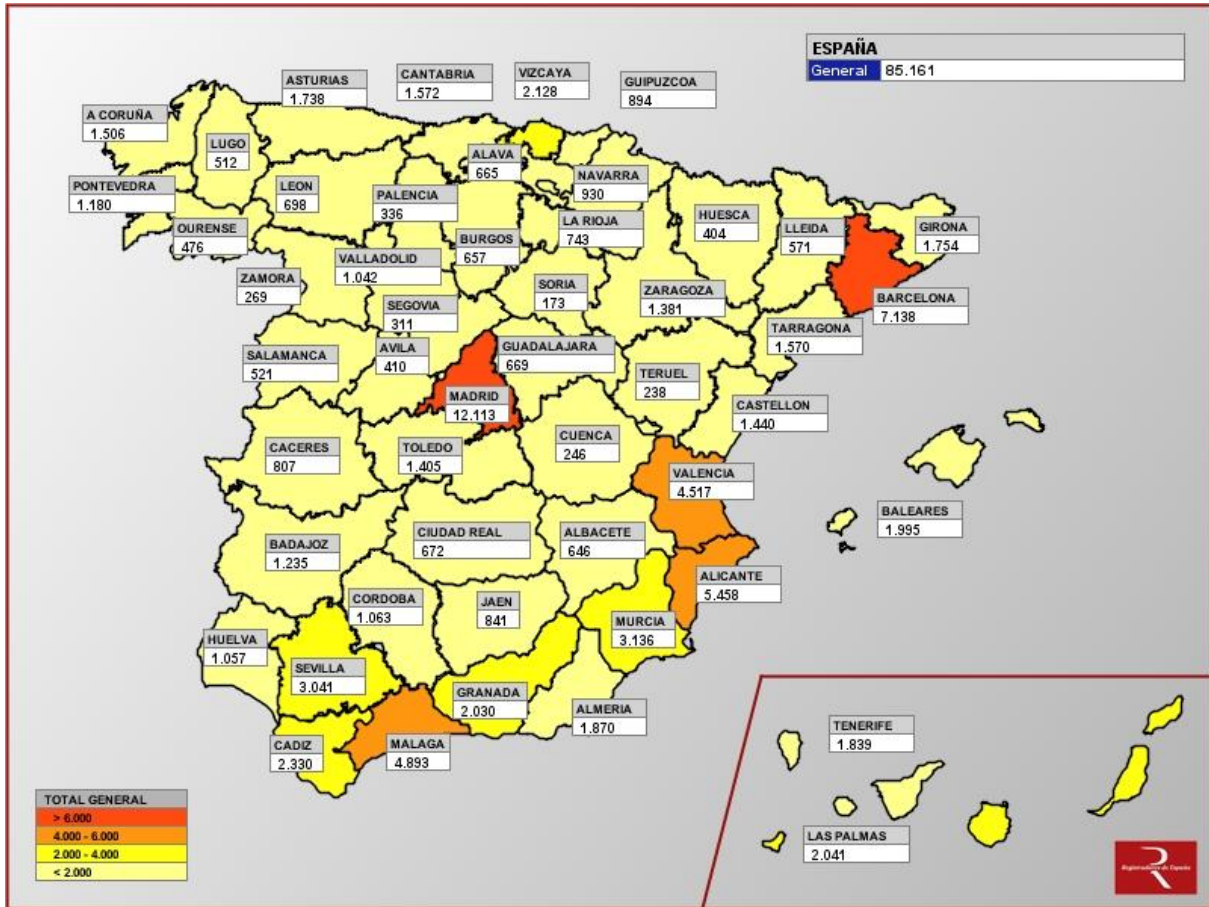 ESPAÑA
General 85.161
ASTURIAS
1.738
CANTABRIA
1.572
VIZCAYA
2.128
GUIPUZCOA
894
A CORUÑA
1.506
LUGO
512
ALAVA
665
NAVARRA
930
PONTEVEDRA
1.180
LEON
698
PALENCIA
336
LA RIOJA
743
HUESCA
404
LLEIDA
571
GIRONA
1.754
OURENSE
476
BURGOS
657
VALLADOLID
1.042
ZAMORA
269
SORIA
173
ZARAGOZA
1.381
BARCELONA
7.138
SEGOVIA
311
TARRAGONA
1.570
SALAMANCA
521
AVILA
410
GUADALAJARA
669
TERUEL
238
MADRID
12.113
CASTELLON
1.440
CACERES
807
TOLEDO
1.405
CUENCA
246
VALENCIA
4.517
BALEARES
1.995
BADAJOZ
1.235
CIUDAD REAL
672
ALBACETE
646
ALICANTE
5.458
CORDOBA
1.063
JAEN
841
MURCIA
3.136
HUELVA
1.057
SEVILLA
3.041
GRANADA
2.030
ALMERIA
1.870
CADIZ
2.330
MALAGA
4.893
TENERIFE
1.839
LAS PALMAS
2.041
TOTAL GENERAL
> 6.000
4.000 - 6.000
2.000 - 4.000
< 2.000
Registradores de España